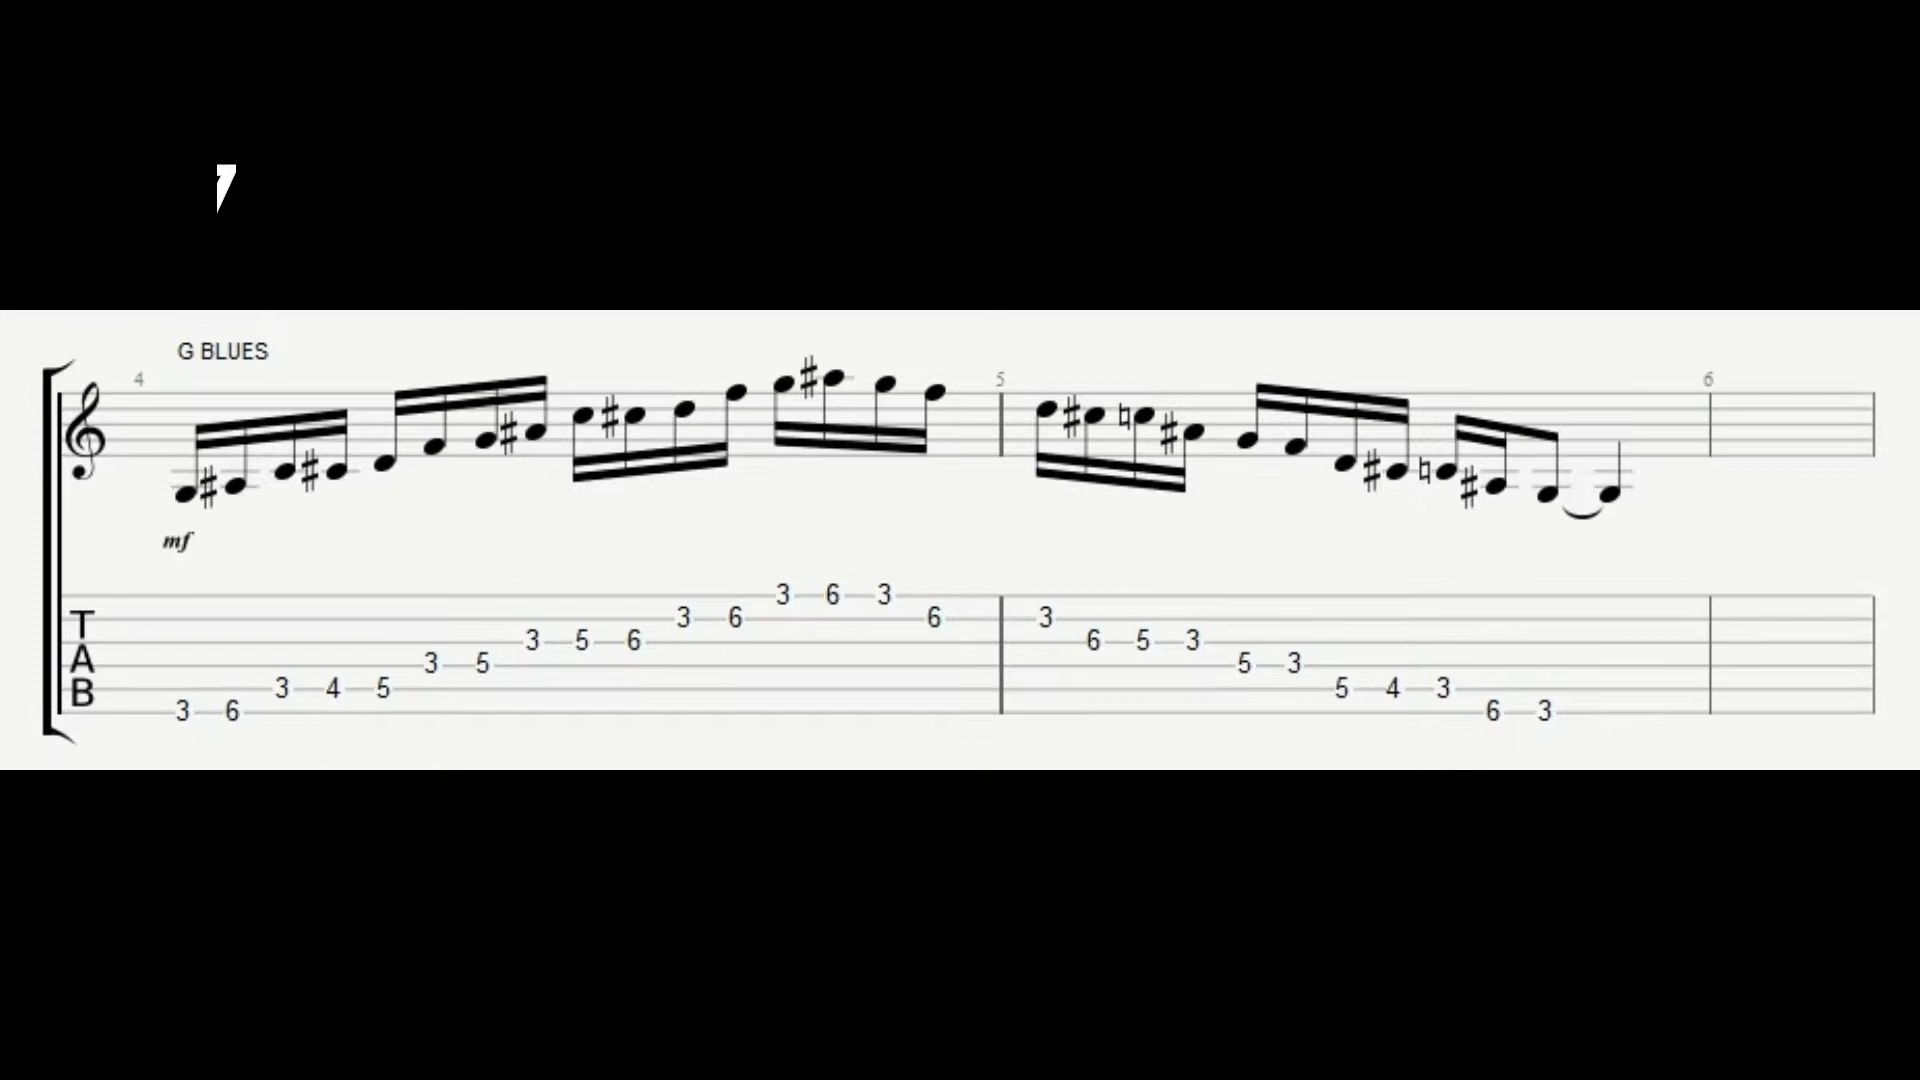 7
G BLUES
4 5 6
mf
3 6 3
3 6 6 3
3 5 6 6 5 3
T
3 5 5 3
A
3 4 5 5 4 3
B
3 6 6 3